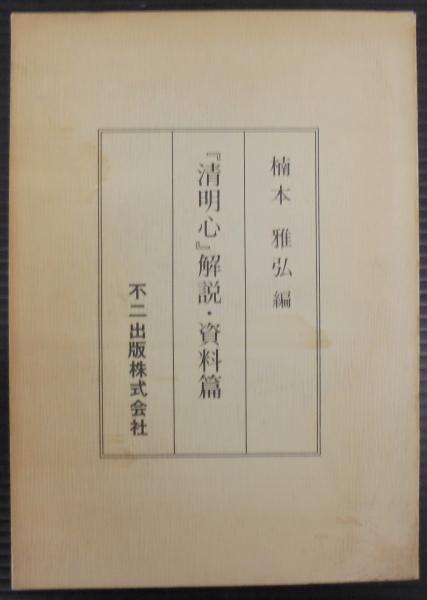 楠本 雅弘 編
『清明心』解説・資料篇
不二出版株式会社